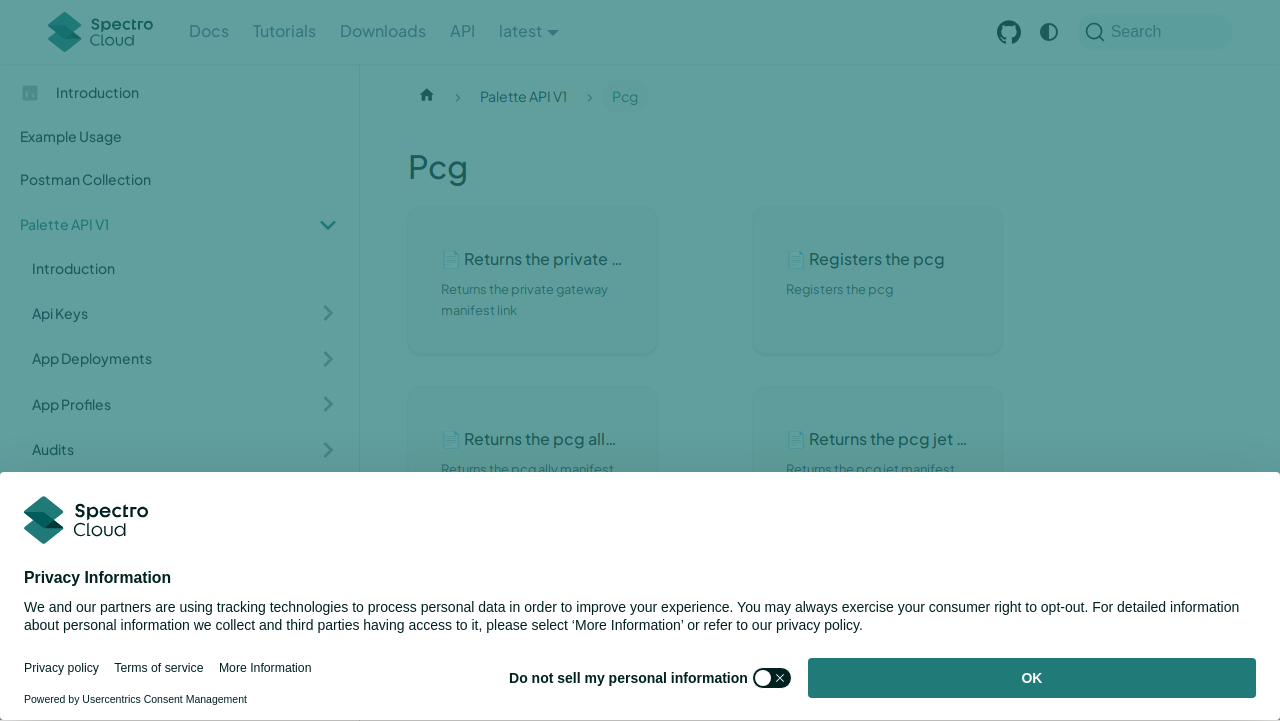 Spectro Cloud
Docs
Tutorials
Downloads
API
latest
Search
Introduction
Example Usage
Postman Collection
Palette API V1
Introduction
Api Keys
App Deployments
App Profiles
Audits
Palette API V1
Pcg
Pcg
Returns the private ...
Returns the private gateway
manifest link
Registers the pcg
Registers the pcg
Returns the pcg all...
Returns the pcg ally manifest
Returns the pcg jet ...
Returns the pcg jet manifest
Spectro
Cloud
Privacy Information
We and our partners are using tracking technologies to process personal data in order to improve your experience. You may always exercise your consumer right to opt-out. For detailed information
about personal information we collect and third parties having access to it, please select ‘More Information’ or refer to our privacy policy.
Privacy policy
Terms of service
More Information
Powered by Usercentrics Consent Management
Do not sell my personal information
OK